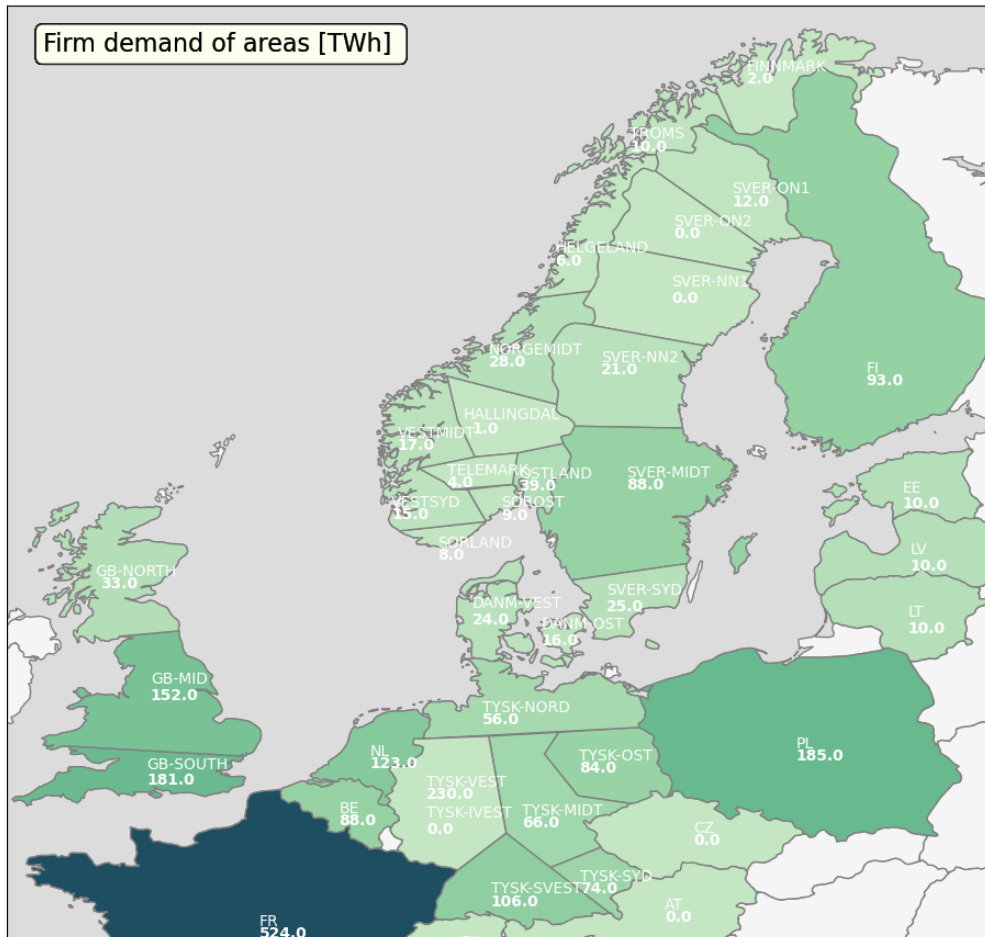 Firm demand of areas [TWh]
FINNMARK
2.0
TROMS
10.0
SVER-ON1
12.0
SVER-ON2
0.0
HELGELAND
6.0
SVER-NN1
0.0
NORGEMIDT
28.0
SVER-NN2
21.0
FI
93.0
HALLINGDAL
1.0
VESTMIDT
17.0
TELEMARK
4.0
OSTLAND
39.0
SVER-MIDT
88.0
EE
10.0
VESTSYD
15.0
SOROST
9.0
SORLAND
8.0
LV
10.0
GB-NORTH
33.0
DANM-VEST
24.0
SVER-SYD
25.0
LT
10.0
DANM-OST
16.0
GB-MID
152.0
TYSK-NORD
56.0
GB-SOUTH
181.0
NL
123.0
TYSK-OST
84.0
PL
185.0
TYSK-VEST
230.0
TYSK-IVEST
0.0
BE
88.0
TYSK-MIDT
66.0
CZ
0.0
TYSK-SVEST
106.0
TYSK-SYD
74.0
AT
0.0
FR
524.0